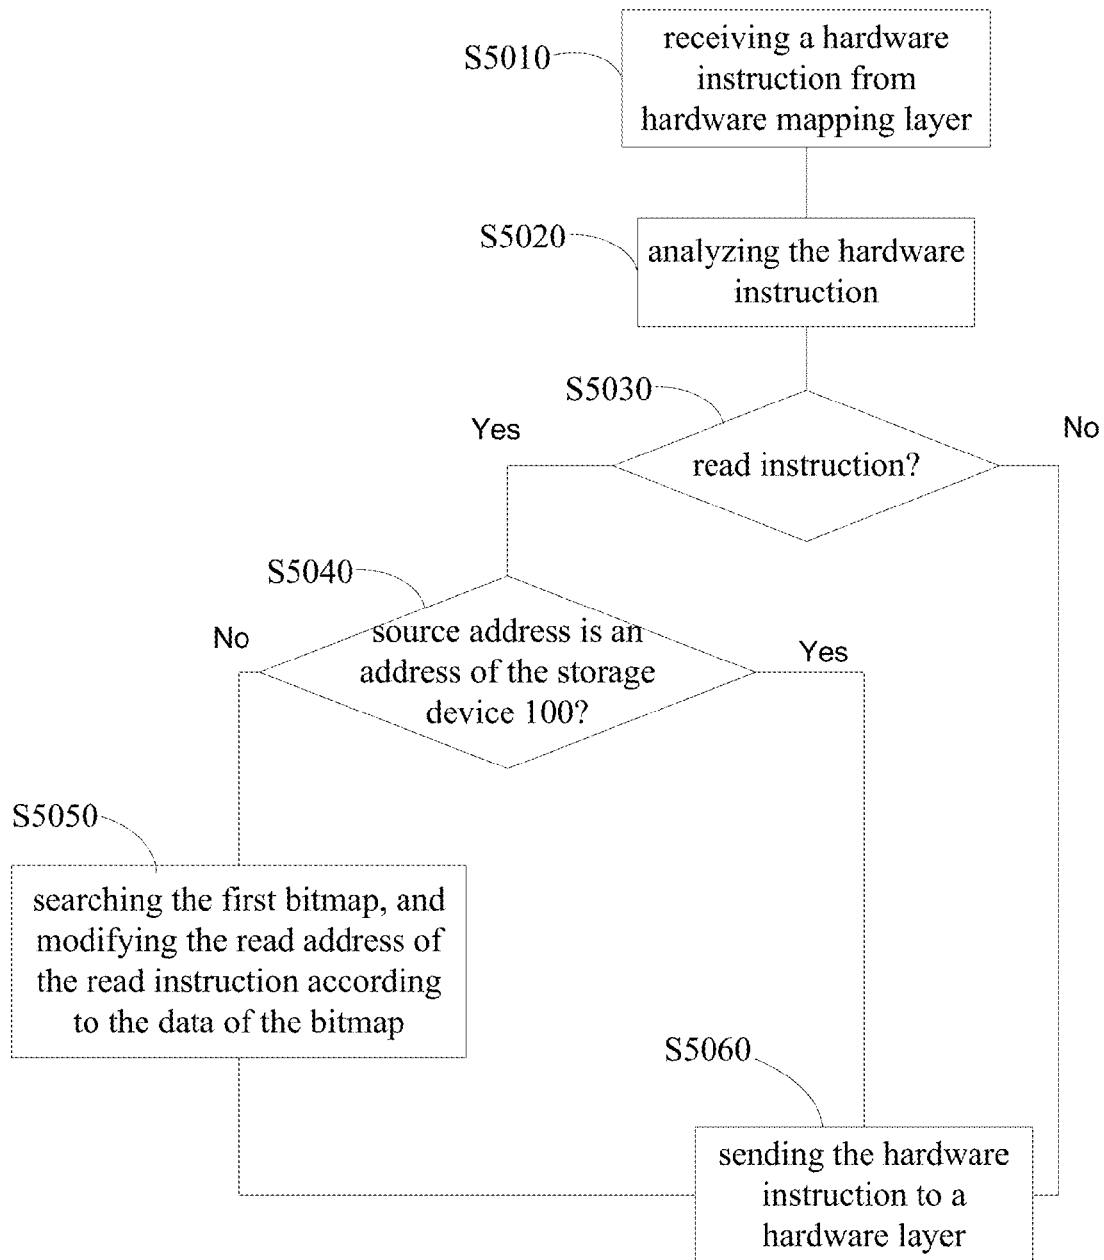 S5010
receiving a hardware
instruction from
hardware mapping layer
S5020
analyzing the hardware
instruction
S5030
Yes
No
read instruction?
S5040
No
source address is an
address of the storage
device 100?
Yes
S5050
searching the first bitmap, and
modifying the read address of
the read instruction according
to the data of the bitmap
S5060
sending the hardware
instruction to a
hardware layer